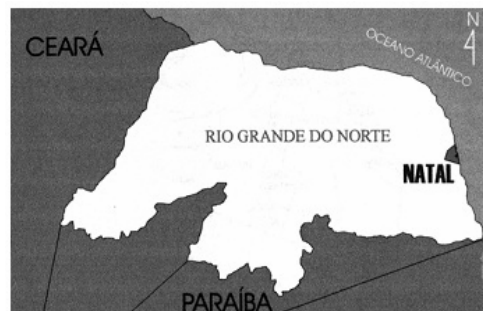 CEARÁ
N
OCEANO ATLÂNTICO
RIO GRANDE DO NORTE
NATAL
PARAÍBA